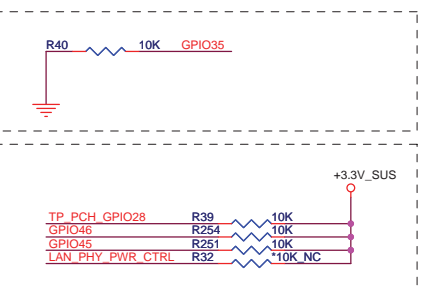 R40 10K GPIO35
+3.3V_SUS
TP_PCH_GPIO28 R39 10K
GPIO46 R254 10K
GPIO45 R251 10K
LAN_PHY_PWR_CTRL R32 *10K_NC